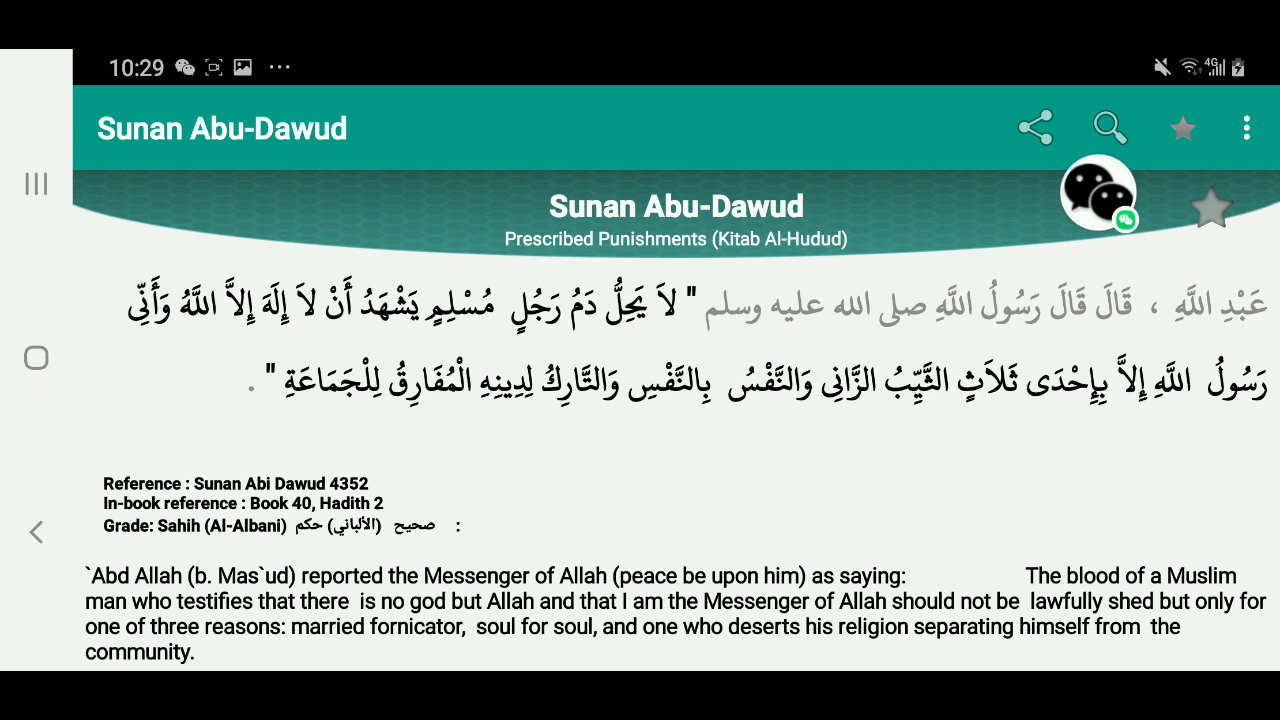 10:29
4G
Sunan Abu-Dawud
Sunan Abu-Dawud
Prescribed Punishments (Kitab Al-Hudud)
عَبْدِ اللَّهِ ، قَالَ قَالَ رَسُولُ اللَّهِ صلى الله عليه وسلم " لاَ يَحِلُّ دَمُ رَجُلٍ مُسْلِمٍ يَشْهَدُ أَنْ لاَ إِلَهَ إِلاَّ اللَّهُ وَأَنِّي
رَسُولُ اللَّهِ إِلاَّ بِإِحْدَى ثَلاَثٍ الثَّيِّبُ الزَّانِي وَالنَّفْسُ بِالنَّفْسِ وَالتَّارِكُ لِدِينِهِ الْمُفَارِقُ لِلْجَمَاعَةِ " .
Reference : Sunan Abi Dawud 4352
In-book reference : Book 40, Hadith 2
Grade: Sahih (Al-Albani) صحيح (الألباني) حكم :
`Abd Allah (b. Mas`ud) reported the Messenger of Allah (peace be upon him) as saying: The blood of a Muslim
man who testifies that there is no god but Allah and that I am the Messenger of Allah should not be lawfully shed but only for
one of three reasons: married fornicator, soul for soul, and one who deserts his religion separating himself from the
community.